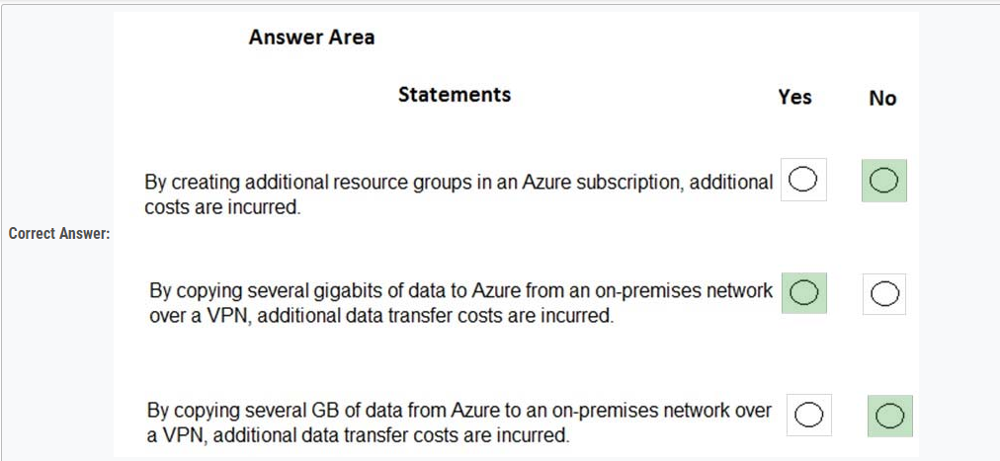 Answer Area
Statements Yes No
By creating additional resource groups in an Azure subscription, additional
costs are incurred.
Correct Answer:
By copying several gigabits of data to Azure from an on-premises network
over a VPN, additional data transfer costs are incurred.
By copying several GB of data from Azure to an on-premises network over
a VPN, additional data transfer costs are incurred.